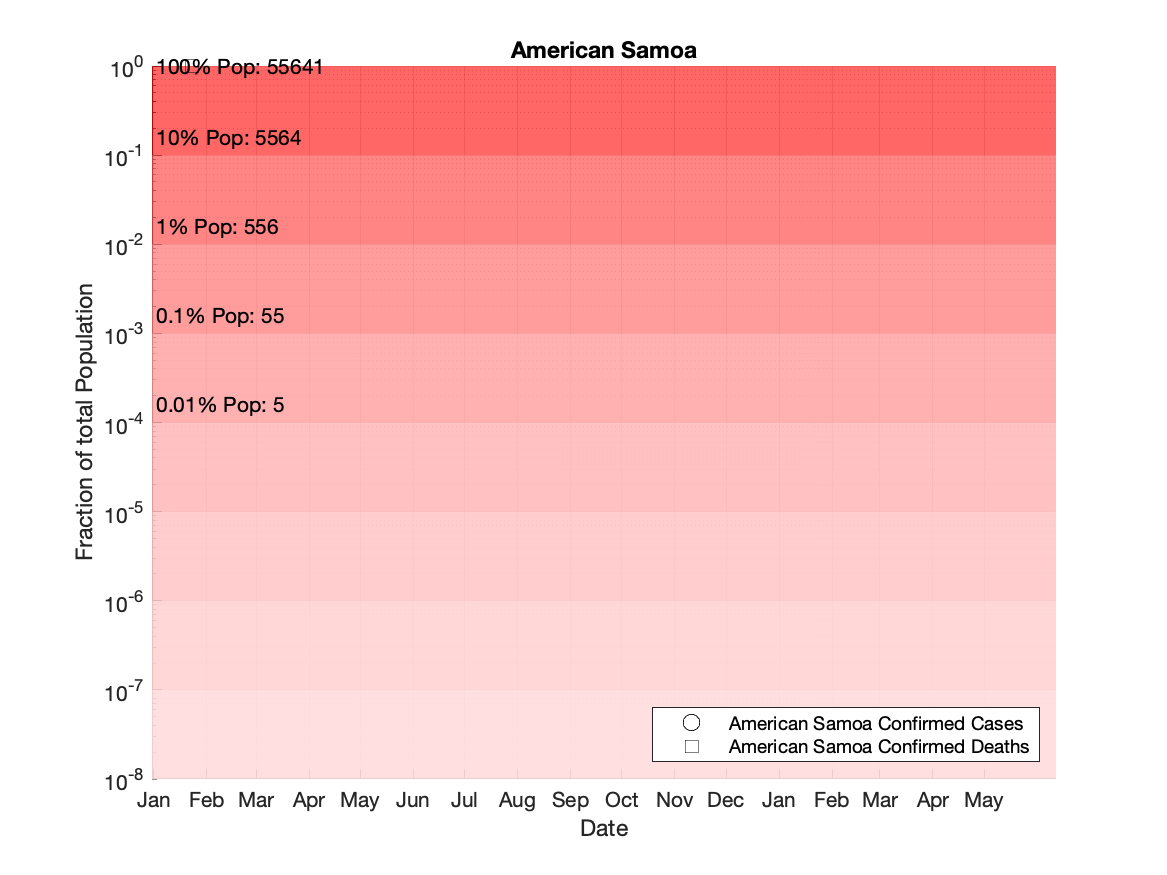 American Samoa
10^0
100% Pop: 55641
10% Pop: 5564
10^-1
1% Pop: 556
10^-2
0.1% Pop: 55
10^-3
0.01% Pop: 5
10^-4
10^-5
10^-6
10^-7
10^-8
Fraction of total Population
American Samoa Confirmed Cases
American Samoa Confirmed Deaths
Jan Feb Mar Apr May Jun Jul Aug Sep Oct Nov Dec Jan Feb Mar Apr May
Date